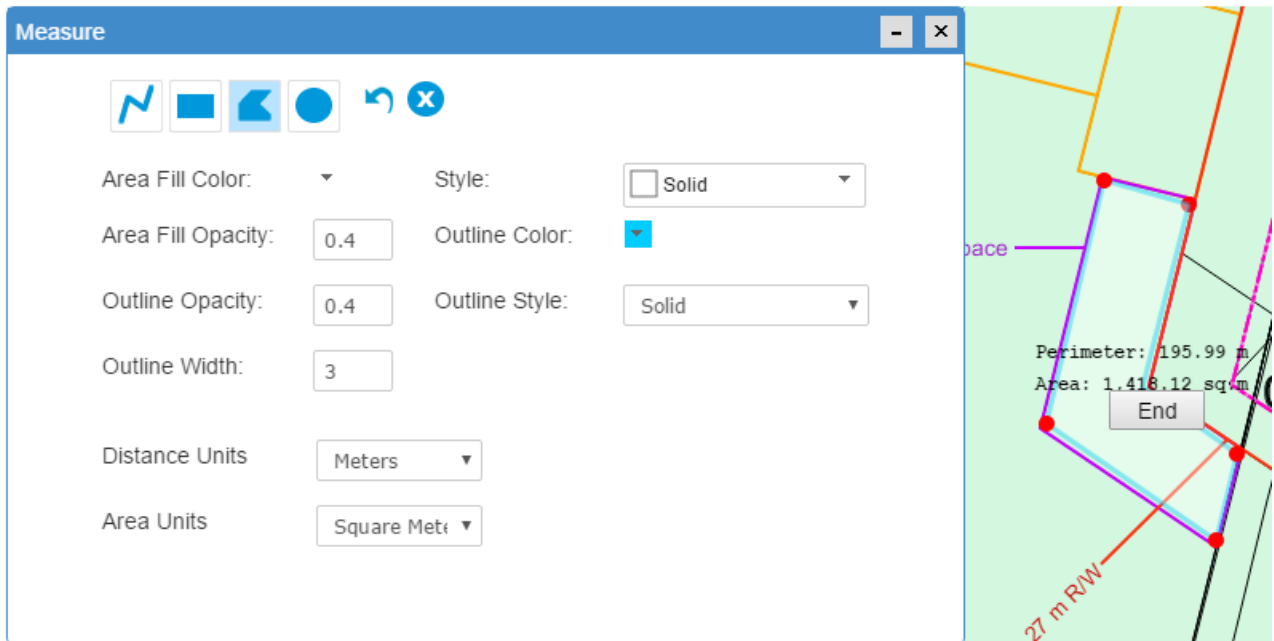 Measure
Area Fill Color:
Style:
Solid
Area Fill Opacity:
0.4
Outline Color:
Outline Opacity:
0.4
Outline Style:
Solid
Outline Width:
3
Distance Units
Meters
Area Units
Square Mete
pace
Perimeter: 195.99 m
Area: 1,418.12 sq m
End
27 m R/W